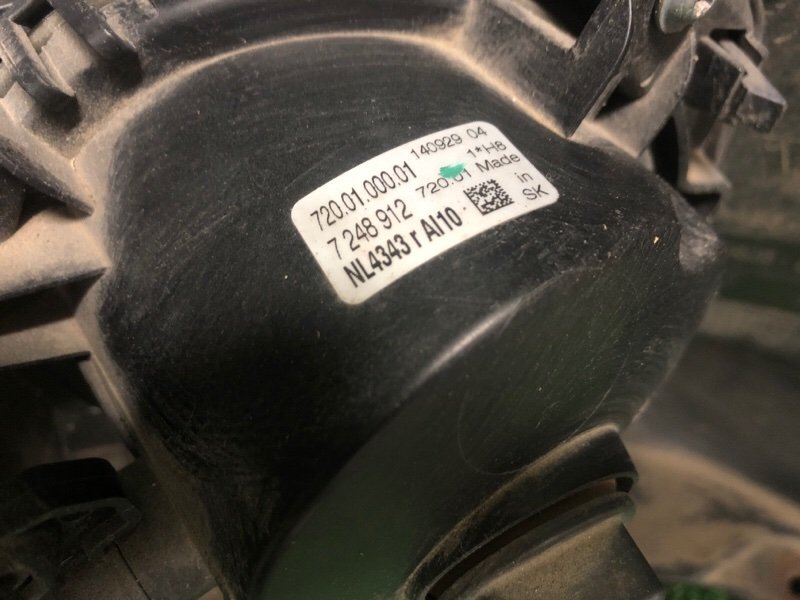 720.01.000.01 140929 04
7 248 912 720.01 1*H8
NL4343 r AI10 Made in SK